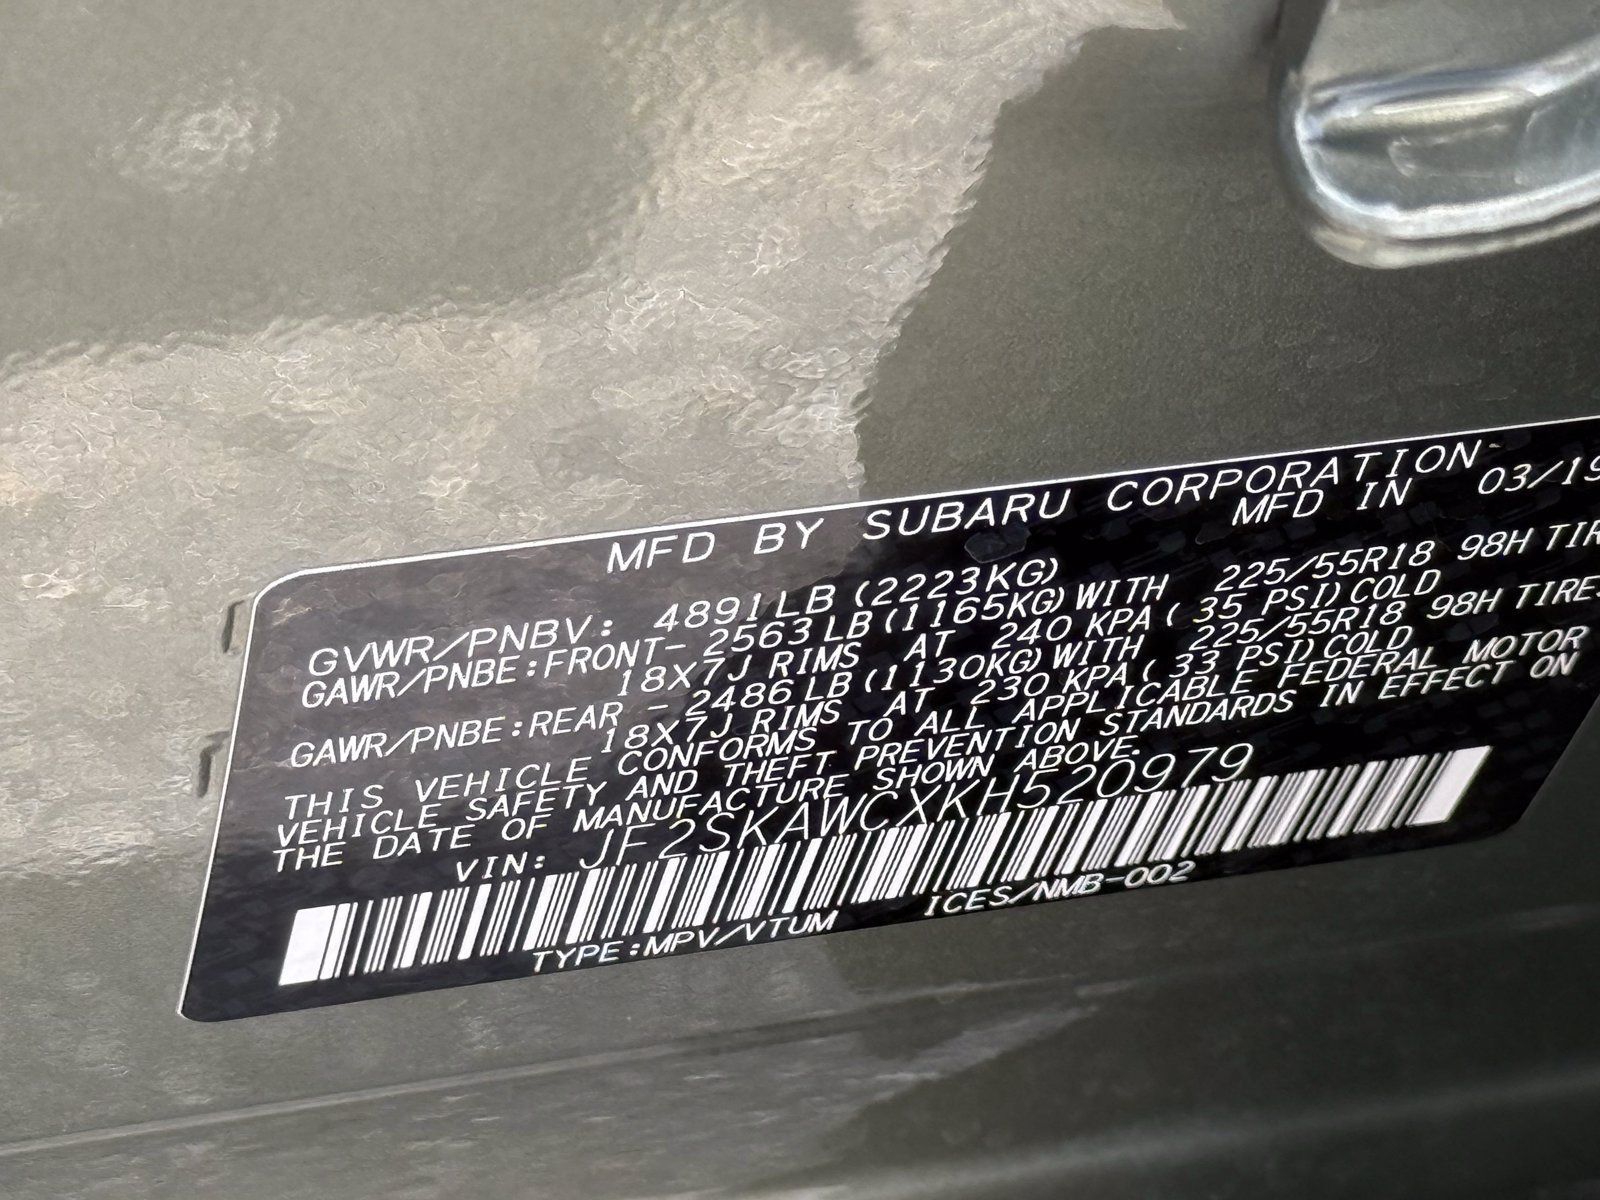 MFD BY SUBARU CORPORATION
MFD IN 03/19
GVWR/PNBV: 4891LB (2223KG)
GAWR/PNBE:FRONT- 2563LB(1165KG)WITH 225/55R18 98H TIR
18X7J RIMS AT 240 KPA( 35 PSI)COLD
GAWR/PNBE:REAR - 2486LB(1130KG)WITH 225/55R18 98H TIRES
18X7J RIMS AT 230 KPA( 33 PSI)COLD
THIS VEHICLE CONFORMS TO ALL APPLICABLE FEDERAL MOTOR
VEHICLE SAFETY AND THEFT PREVENTION STANDARDS IN EFFECT ON
THE DATE OF MANUFACTURE SHOWN ABOVE.
VIN: JF2SKAWCXKH520979
TYPE:MPV/VTUM ICES/NMB-002